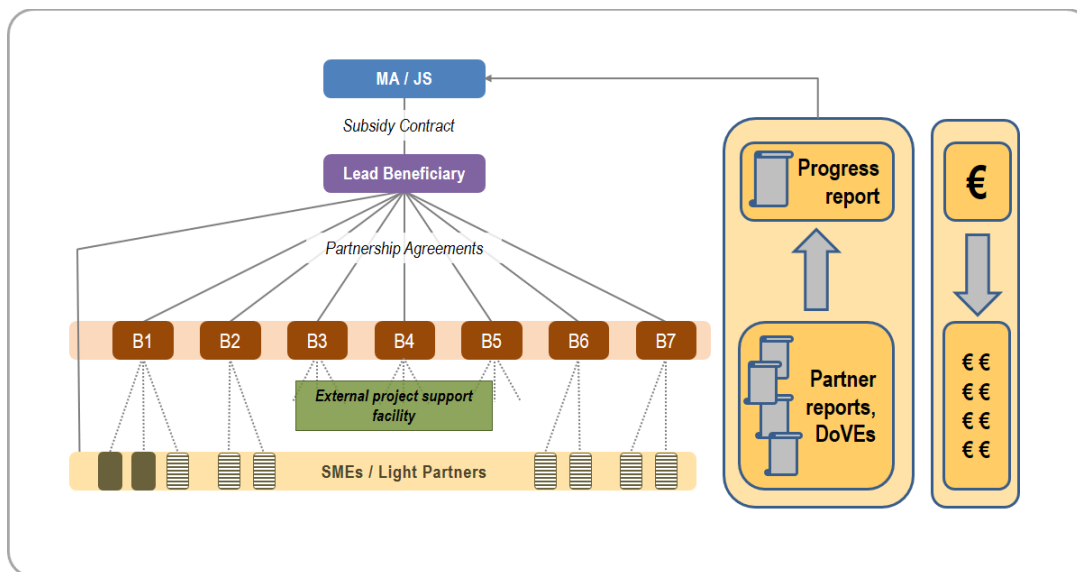 MA / JS
Subsidy Contract
Lead Beneficiary
Partnership Agreements
B1 B2 B3 B4 B5 B6 B7
External project support
facility
SMEs / Light Partners
Progress
report
Partner
reports,
DoVEs
€
€ €
€ €
€ €
€ €